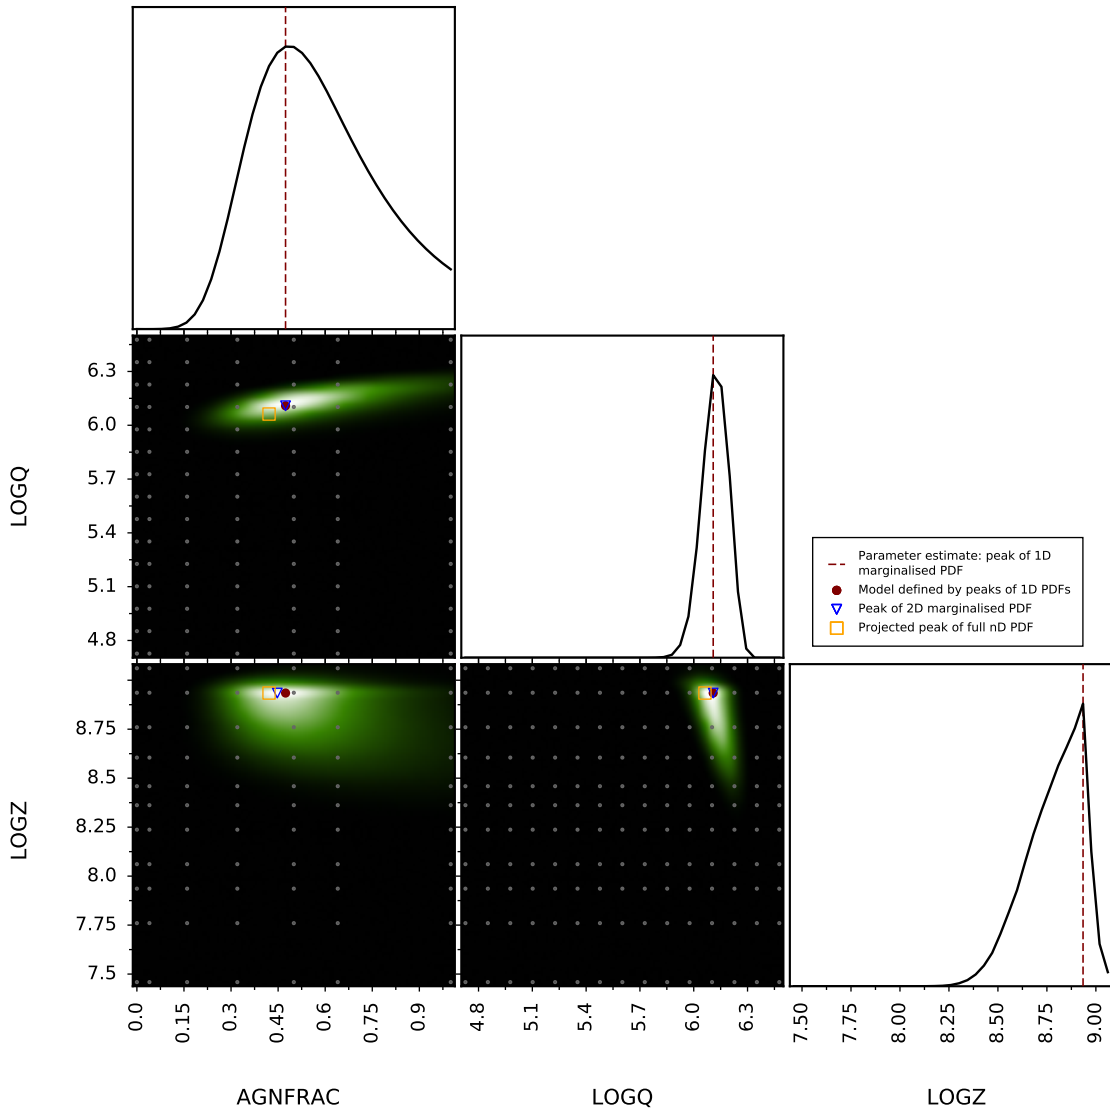 6.3
6.0
5.7
5.4
5.1
4.8
LOGQ
Parameter estimate: peak of 1D
marginalised PDF
Model defined by peaks of 1D PDFs
Peak of 2D marginalised PDF
Projected peak of full nD PDF
8.75
8.5
8.25
8.0
7.75
7.5
LOGZ
0.0 0.15 0.3 0.45 0.6 0.75 0.9
4.8 5.1 5.4 5.7 6.0 6.3
7.50 7.75 8.00 8.25 8.50 8.75 9.00
AGNFRAC LOGQ LOGZ